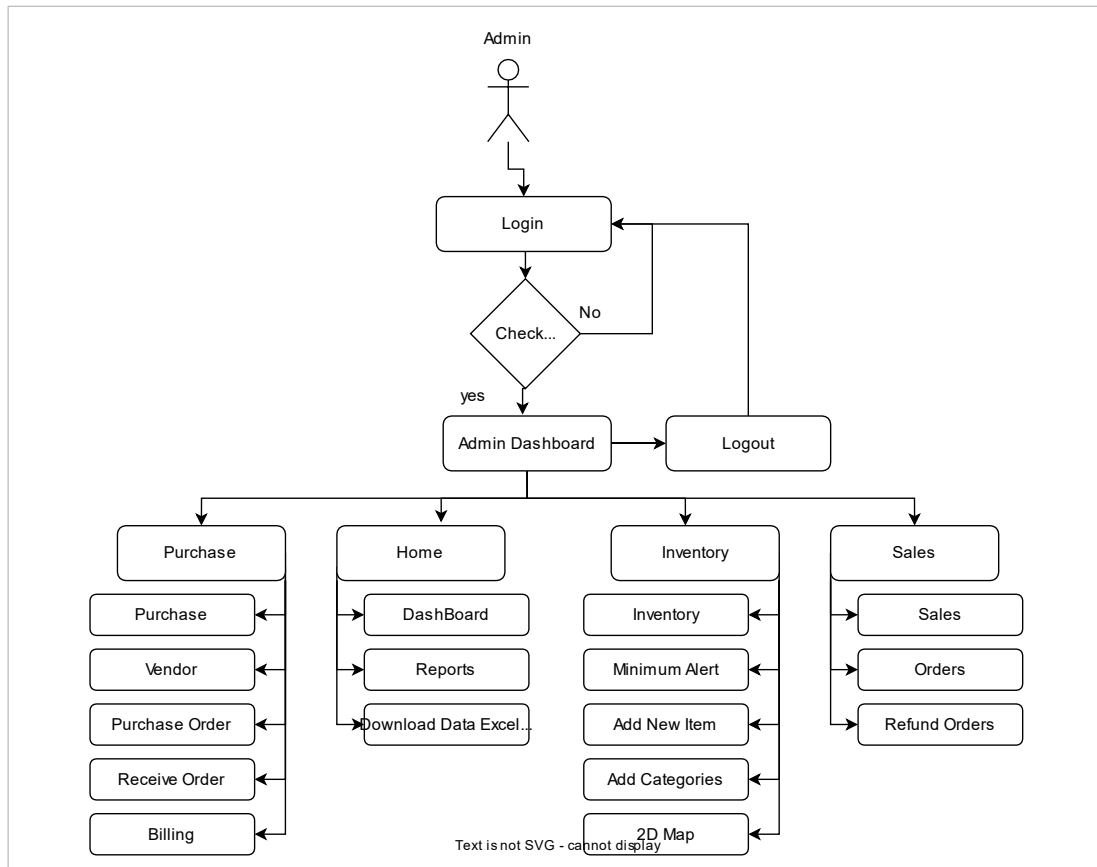 Admin
Login
No
Check...
yes
Admin Dashboard
Logout
Purchase
Home
Inventory
Sales
Purchase
DashBoard
Inventory
Sales
Vendor
Reports
Minimum Alert
Orders
Purchase Order
Download Data Excel...
Add New Item
Refund Orders
Receive Order
Add Categories
Billing
2D Map
Text is not SVG - cannot display